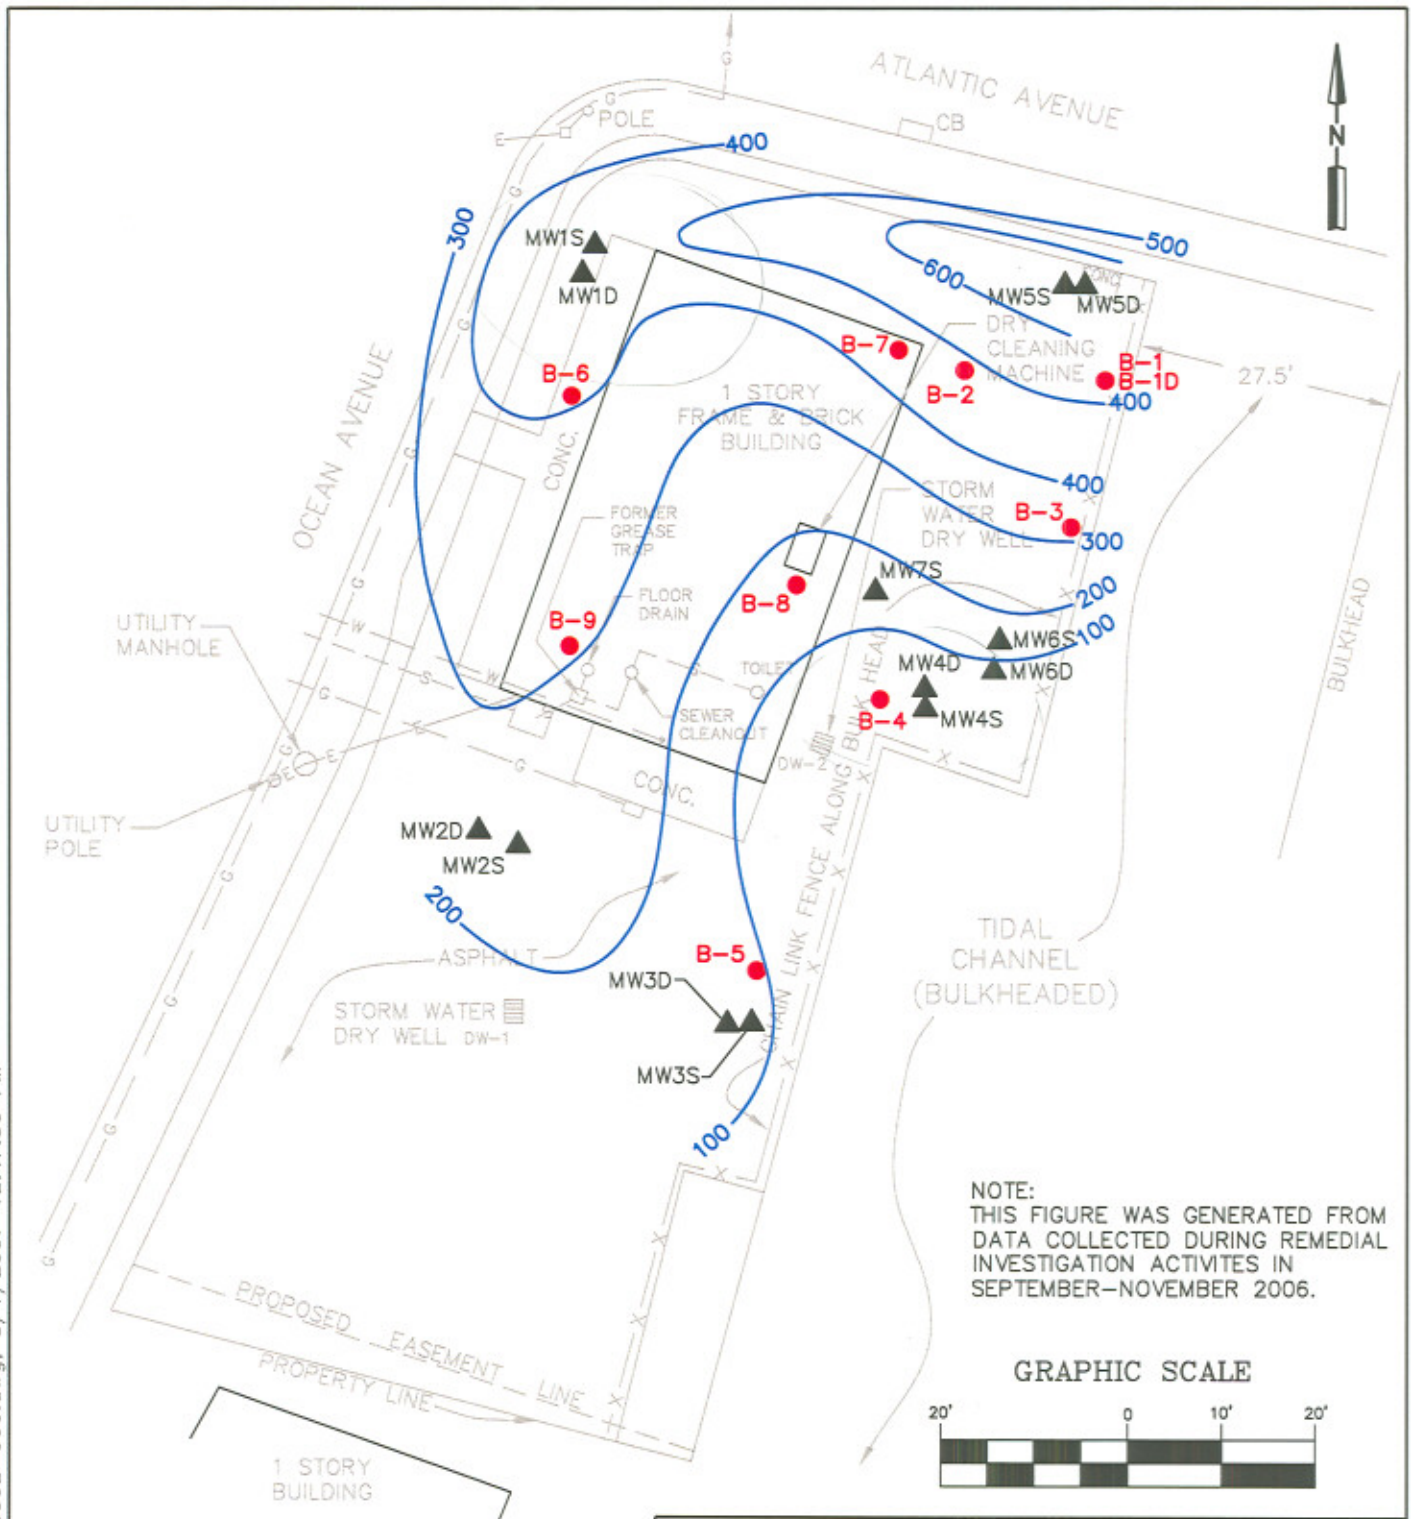 ATLANTIC AVENUE
G
G
POLE
CB
E
400
N
300
MW1S
MW1D
500
600
CONC.
MW5S
MW5D
DRY
CLEANING
MACHINE
B-7
B-2
B-1
B-1D
27.5'
B-6
400
1 STORY
FRAME & BRICK
BUILDING
OCEAN AVENUE
CONC.
400
STORM
WATER
DRY WELL
B-3
300
FORMER
GREASE
TRAP
MW7S
200
B-8
FLOOR
DRAIN
BULKHEAD
UTILITY
MANHOLE
B-9
MW6S
100
MW4D
MW6D
TOILET
B-4
MW4S
SEWER
CLEANOUT
DW-2
CONC.
UTILITY
POLE
MW2D
MW2S
CHAIN LINK FENCE ALONG BULK HEAD
200
TIDAL
CHANNEL
(BULKHEADED)
ASPHALT
B-5
MW3D
STORM WATER
DRY WELL DW-1
MW3S
100
NOTE:
THIS FIGURE WAS GENERATED FROM
DATA COLLECTED DURING REMEDIAL
INVESTIGATION ACTIVITES IN
SEPTEMBER-NOVEMBER 2006.
PROPOSED EASEMENT LINE
PROPERTY LINE
GRAPHIC SCALE
20' 0 10' 20'
1 STORY
BUILDING